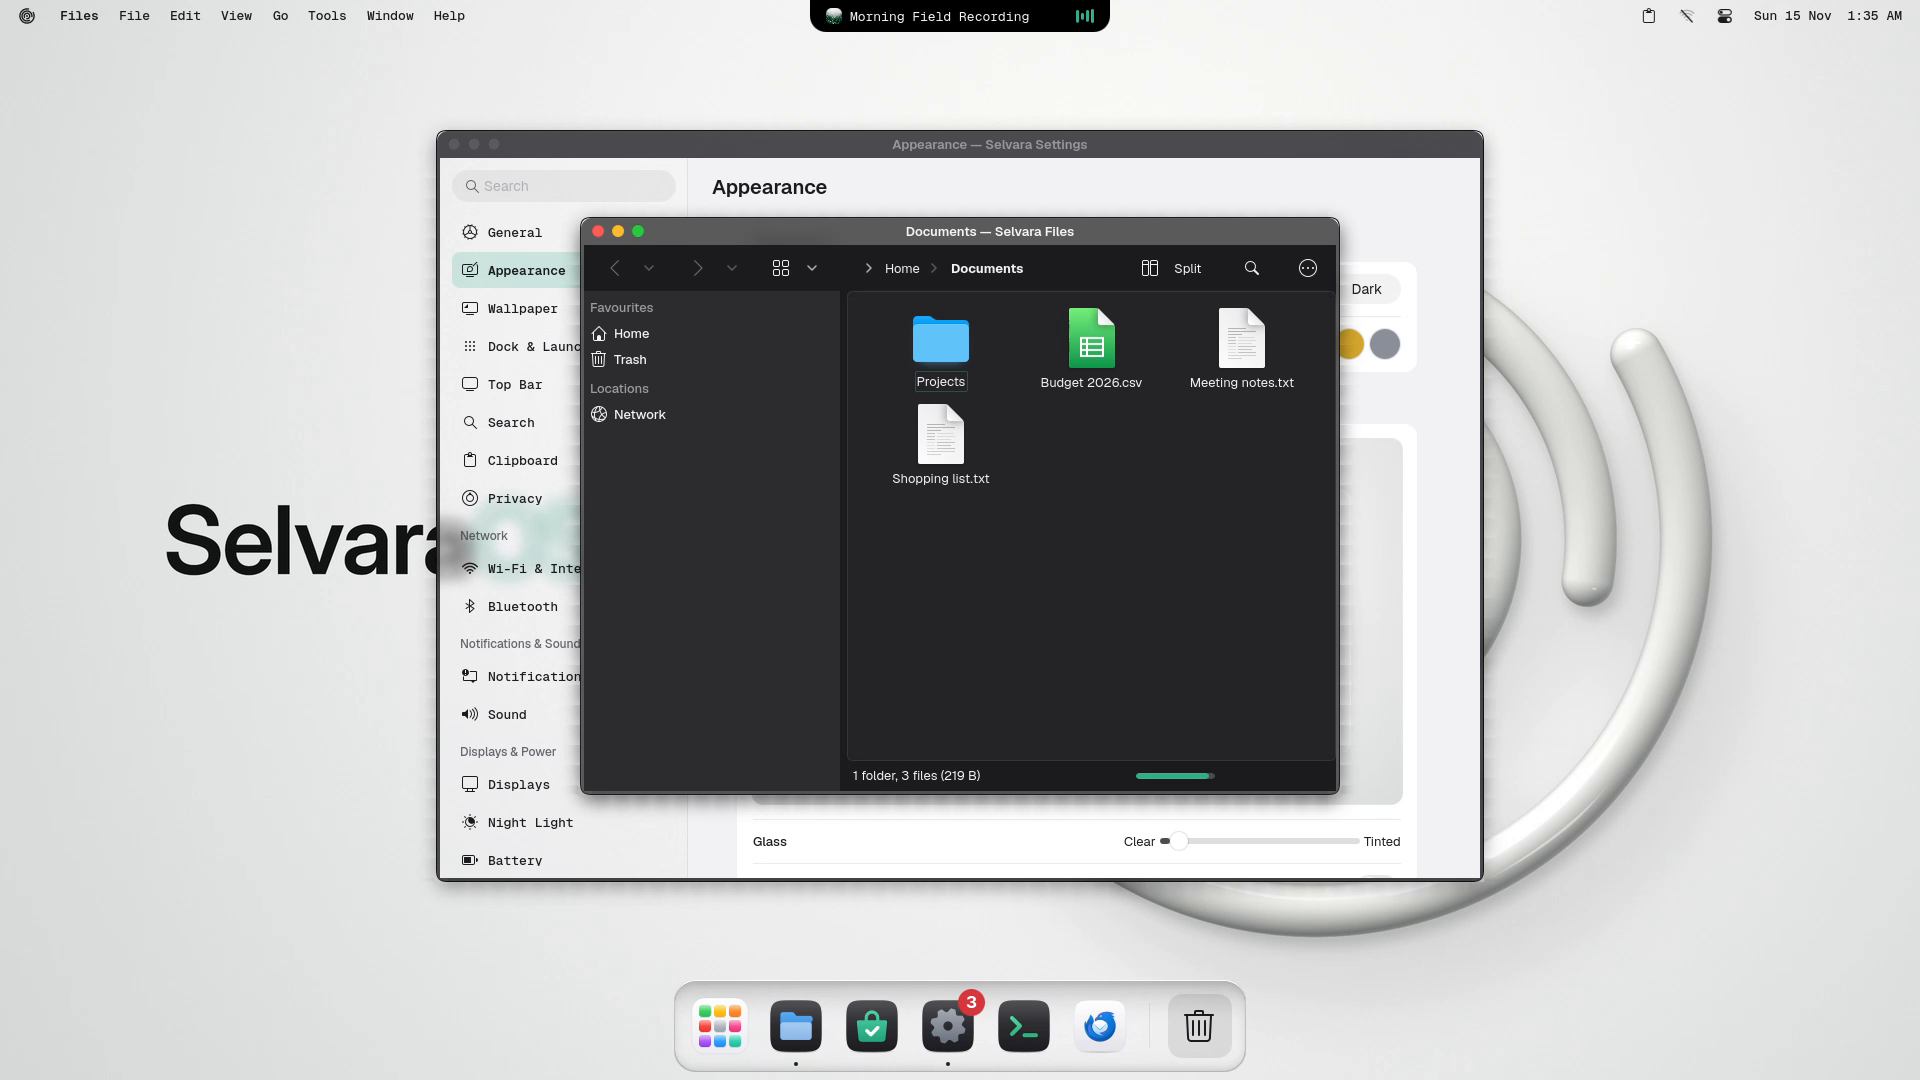 Files File Edit View Go Tools Window Help
Morning Field Recording
Sun 15 Nov 1:35 AM
Appearance — Selvara Settings
Search
Appearance
General
Appearance
Wallpaper
Dock & Launc
Top Bar
Search
Clipboard
Privacy
Network
Wi-Fi & Inte
Bluetooth
Notifications & Sound
Notification
Sound
Displays & Power
Displays
Night Light
Battery
Dark
Glass
Clear
Tinted
Documents — Selvara Files
Home Documents
Split
Favourites
Home
Trash
Locations
Network
Projects
Budget 2026.csv
Meeting notes.txt
Shopping list.txt
1 folder, 3 files (219 B)
Selvara
3